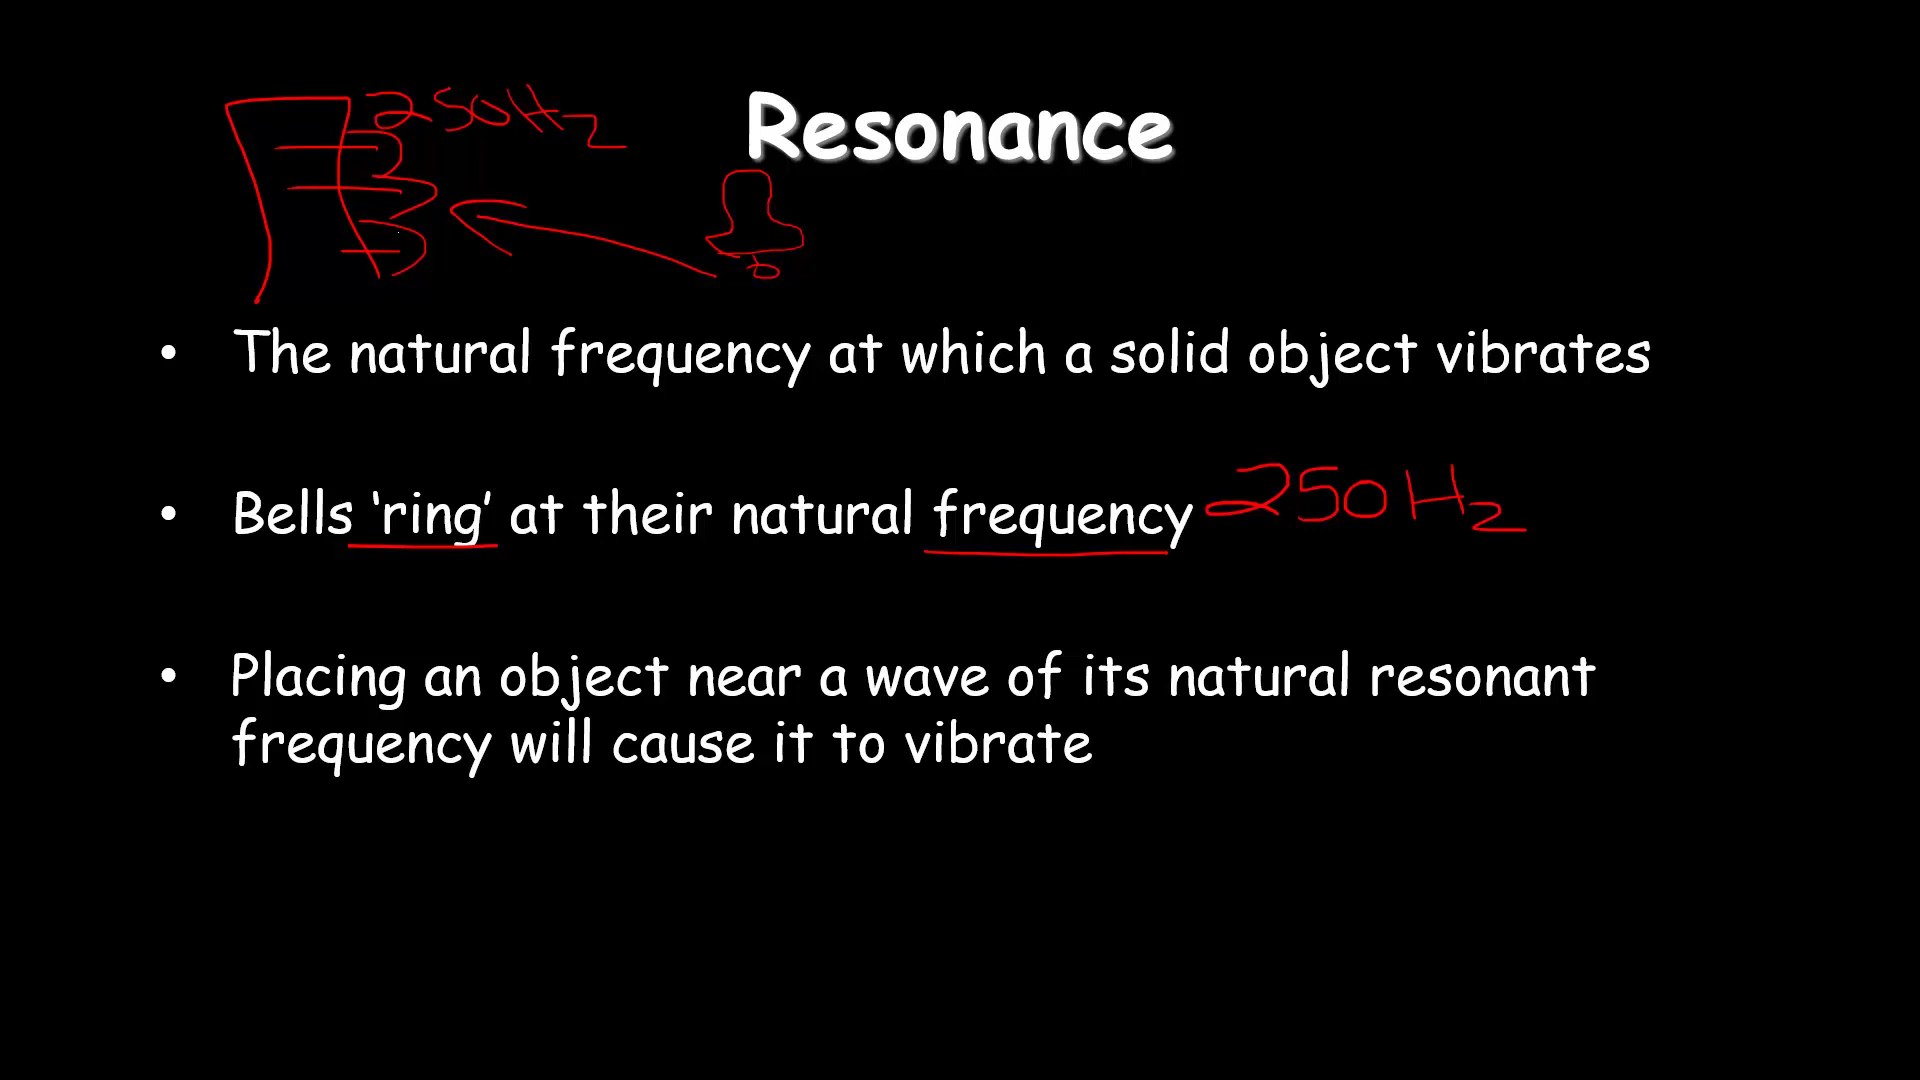 250Hz
Resonance
• The natural frequency at which a solid object vibrates
• Bells ‘ring’ at their natural frequency 250Hz
• Placing an object near a wave of its natural resonant
frequency will cause it to vibrate